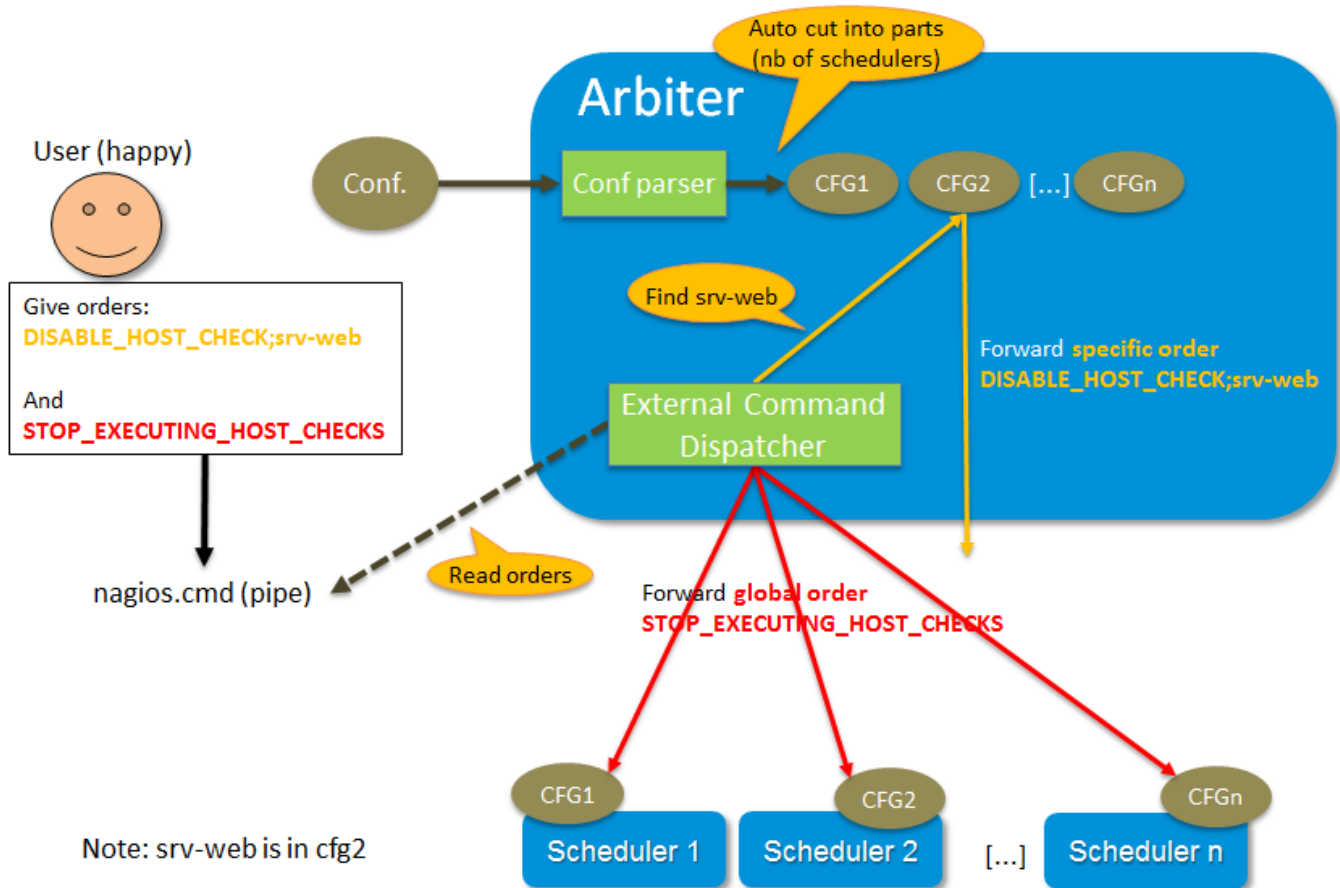 Auto cut into parts
(nb of schedulers)
Arbiter
User (happy)
Conf.
Conf parser
CFG1
CFG2
[...]
CFGn
Give orders:
DISABLE_HOST_CHECK;srv-web
And
STOP_EXECUTING_HOST_CHECKS
Find srv-web
Forward specific order
DISABLE_HOST_CHECK;srv-web
External Command
Dispatcher
Read orders
nagios.cmd (pipe)
Forward global order
STOP_EXECUTING_HOST_CHECKS
CFG1
CFG2
CFGn
Note: srv-web is in cfg2
Scheduler 1
Scheduler 2
[...]
Scheduler n